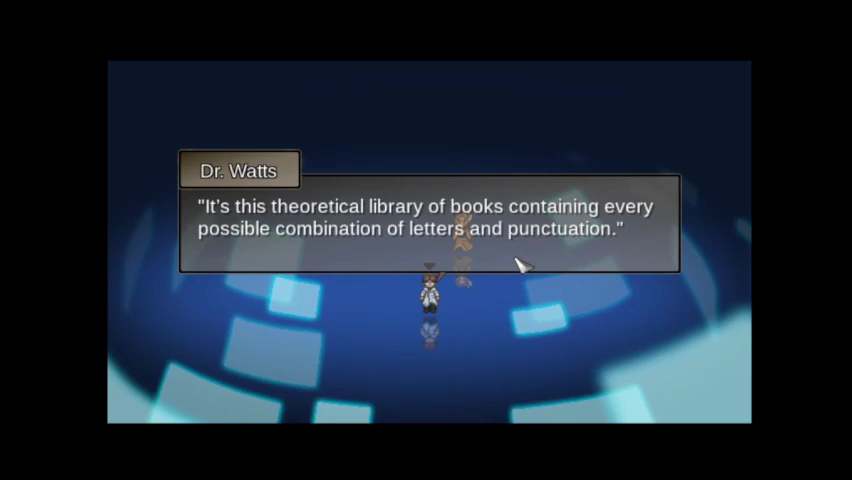 Dr. Watts
"It's this theoretical library of books containing every
possible combination of letters and punctuation."